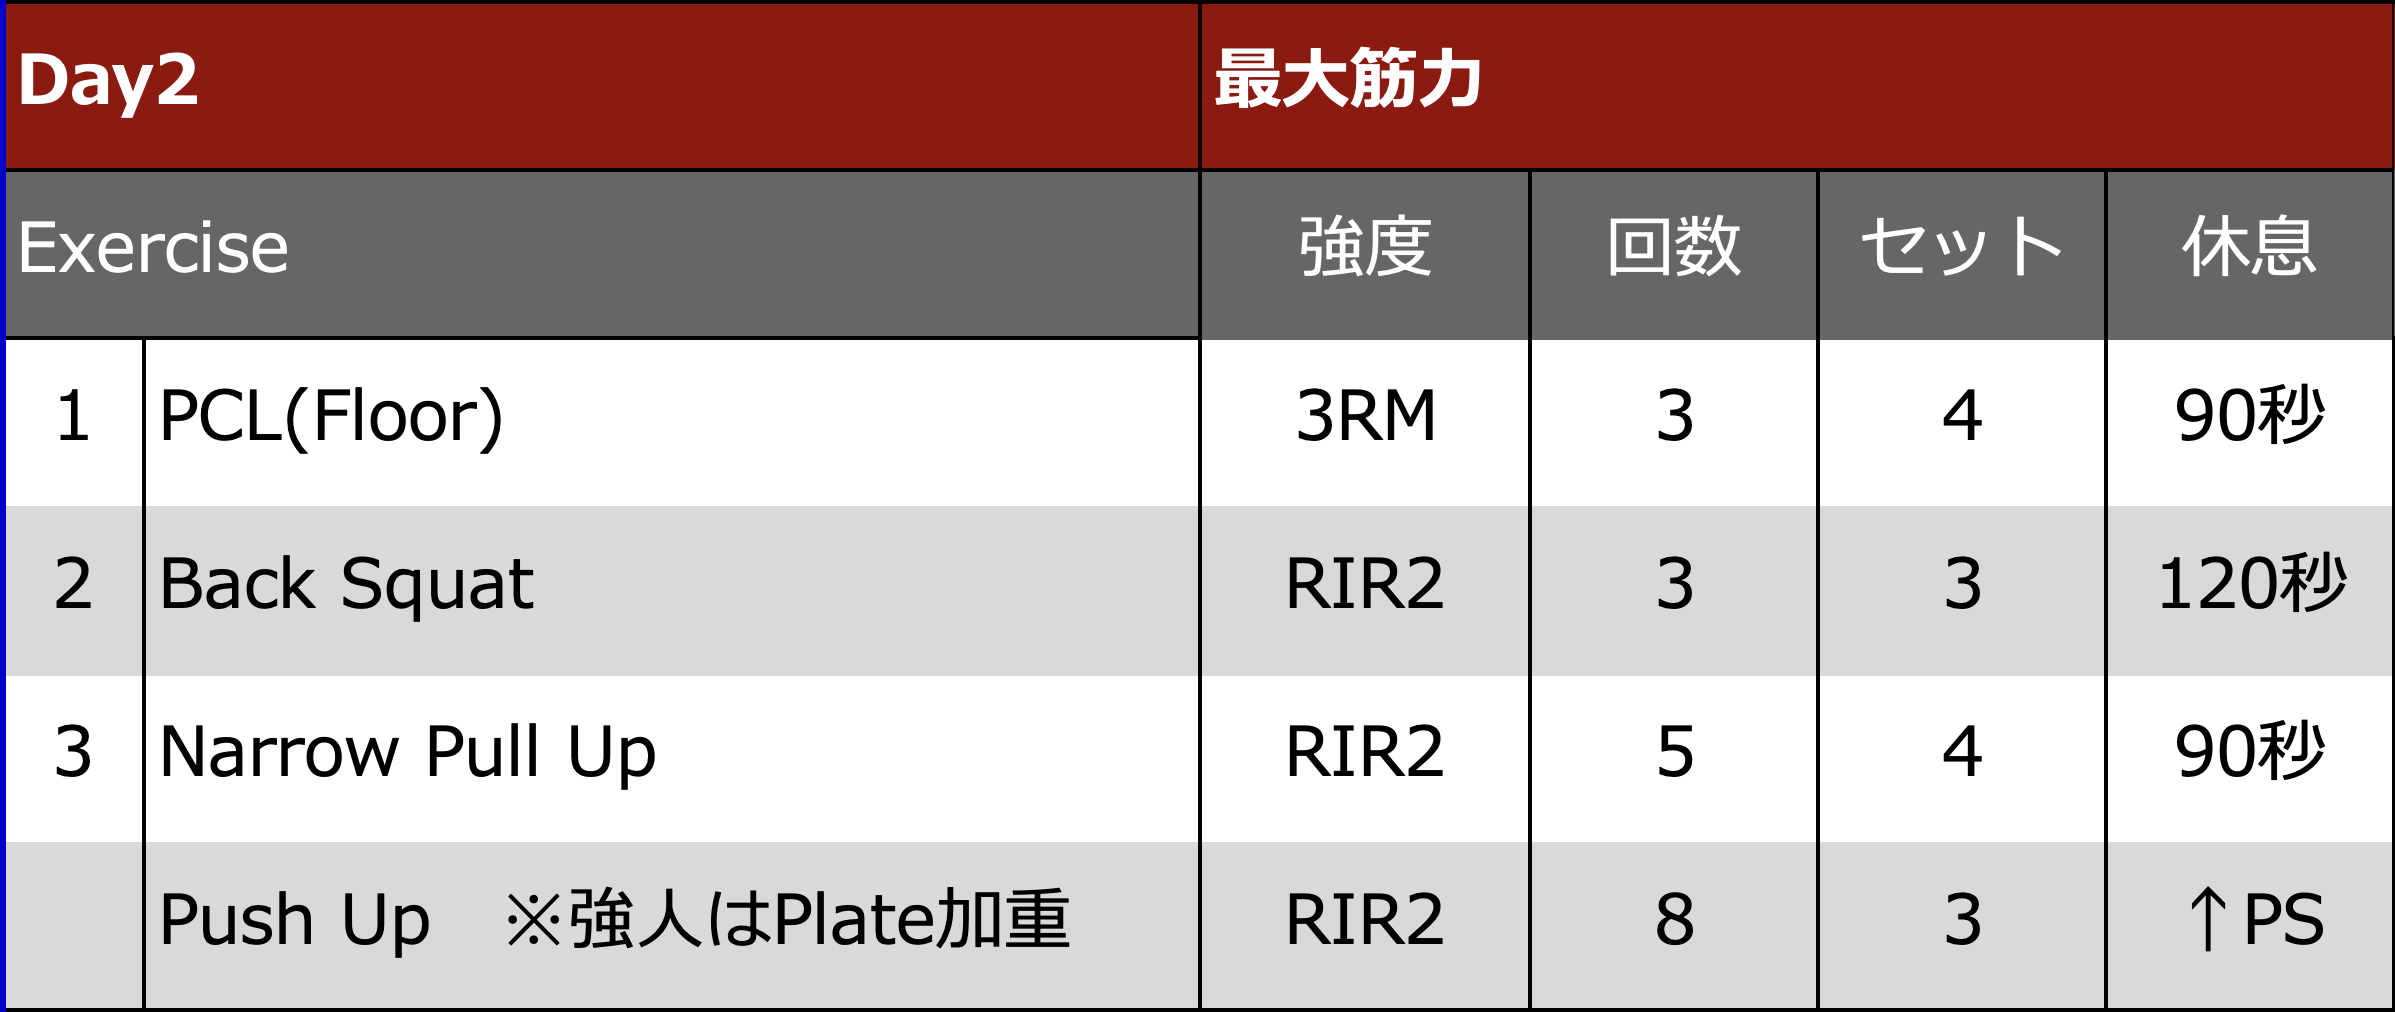 Day2 最大筋力
Exercise 強度 回数 セット 休息
1 PCL(Floor) 3RM 3 4 90秒
2 Back Squat RIR2 3 3 120秒
3 Narrow Pull Up RIR2 5 4 90秒
Push Up ※強人はPlate加重 RIR2 8 3 ↑PS